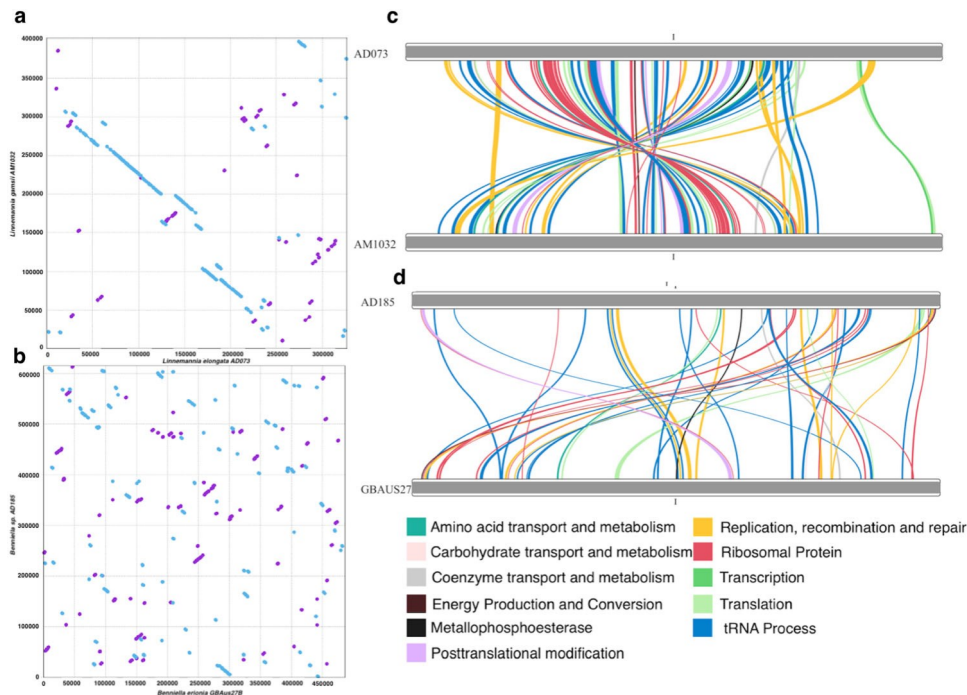 a
400000
350000
300000
250000
200000
150000
100000
50000
0
Linnemannia gamsii AM1032
0 50000 100000 150000 200000 250000 300000
Linnemannia elongata AD073
b
600000
500000
400000
300000
200000
100000
0
Benniella sp. AD185
0 50000 100000 150000 200000 250000 300000 350000 400000 450000
Benniella erionia GBAus27B
c
I
AD073
AM1032
I
d
AD185
GBAUS27
I
Amino acid transport and metabolism
Carbohydrate transport and metabolism
Coenzyme transport and metabolism
Energy Production and Conversion
Metallophosphoesterase
Posttranslational modification
Replication, recombination and repair
Ribosomal Protein
Transcription
Translation
tRNA Process